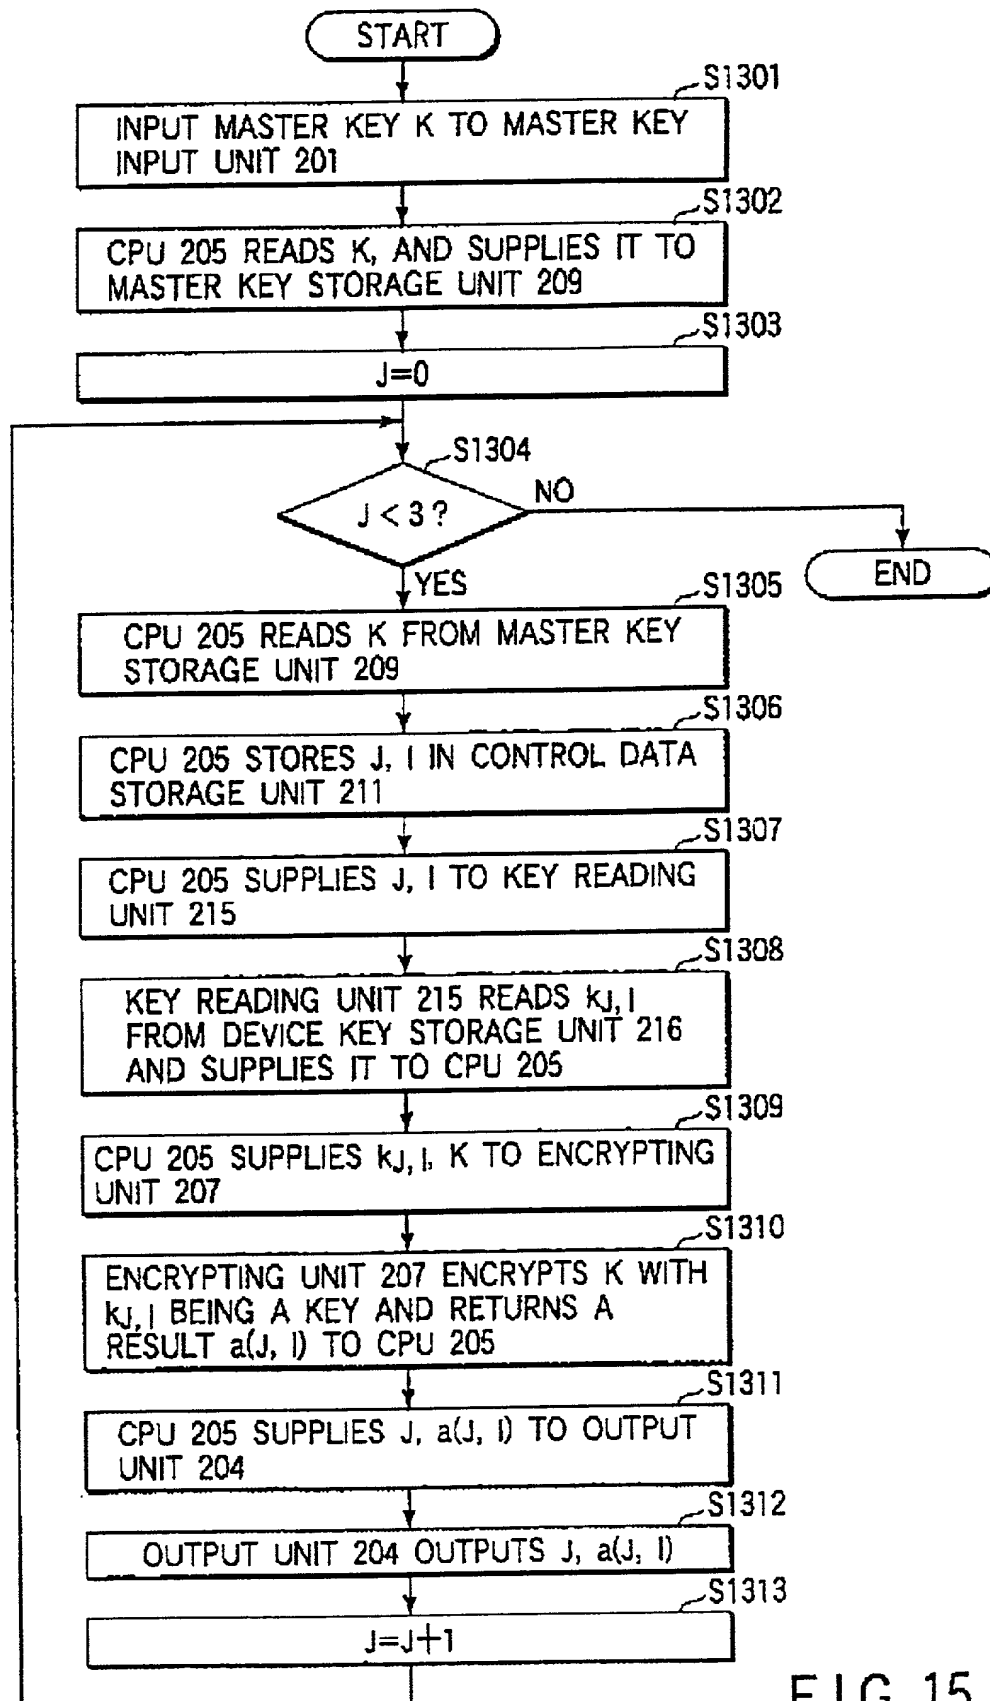 START
S1301
INPUT MASTER KEY K TO MASTER KEY
INPUT UNIT 201
S1302
CPU 205 READS K, AND SUPPLIES IT TO
MASTER KEY STORAGE UNIT 209
S1303
J=0
S1304
J < 3 ?
NO
END
YES
S1305
CPU 205 READS K FROM MASTER KEY
STORAGE UNIT 209
S1306
CPU 205 STORES J, I IN CONTROL DATA
STORAGE UNIT 211
S1307
CPU 205 SUPPLIES J, I TO KEY READING
UNIT 215
S1308
KEY READING UNIT 215 READS kJ, I
FROM DEVICE KEY STORAGE UNIT 216
AND SUPPLIES IT TO CPU 205
S1309
CPU 205 SUPPLIES kJ, I, K TO ENCRYPTING
UNIT 207
S1310
ENCRYPTING UNIT 207 ENCRYPTS K WITH
kJ, I BEING A KEY AND RETURNS A
RESULT a(J, I) TO CPU 205
S1311
CPU 205 SUPPLIES J, a(J, I) TO OUTPUT
UNIT 204
S1312
OUTPUT UNIT 204 OUTPUTS J, a(J, I)
S1313
J=J+1
FIG. 15